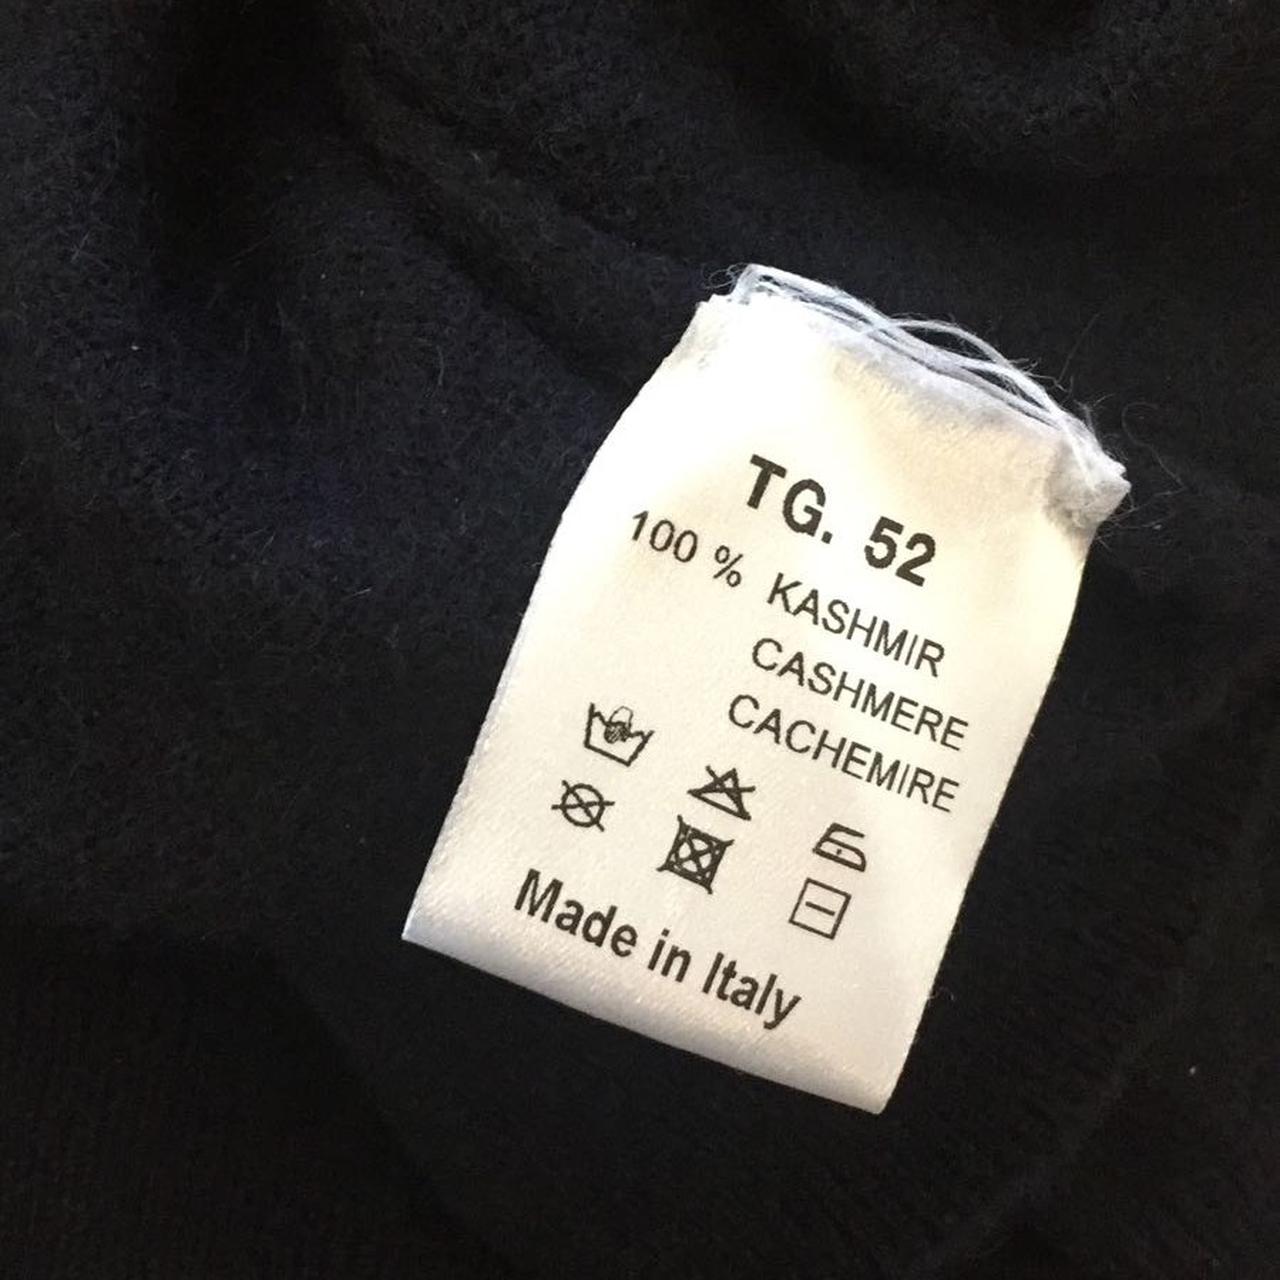 TG. 52
100 % KASHMIR
CASHMERE
CACHEMIRE
Made in Italy